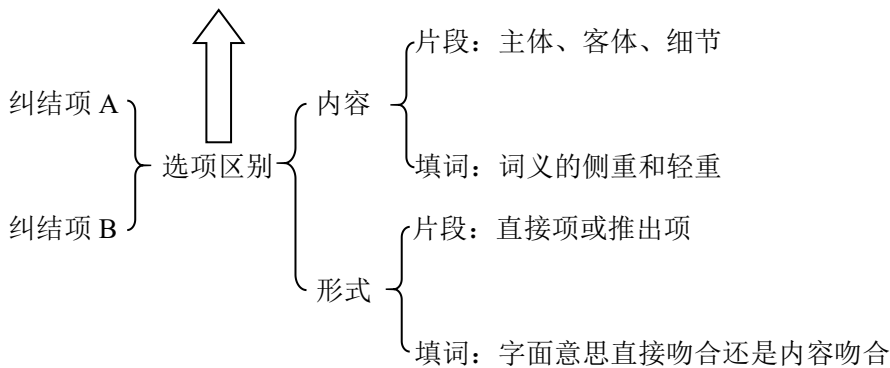 片段：主体、客体、细节
纠结项 A
内容
选项区别
填词：词义的侧重和轻重
纠结项 B
片段：直接项或推出项
形式
填词：字面意思直接吻合还是内容吻合